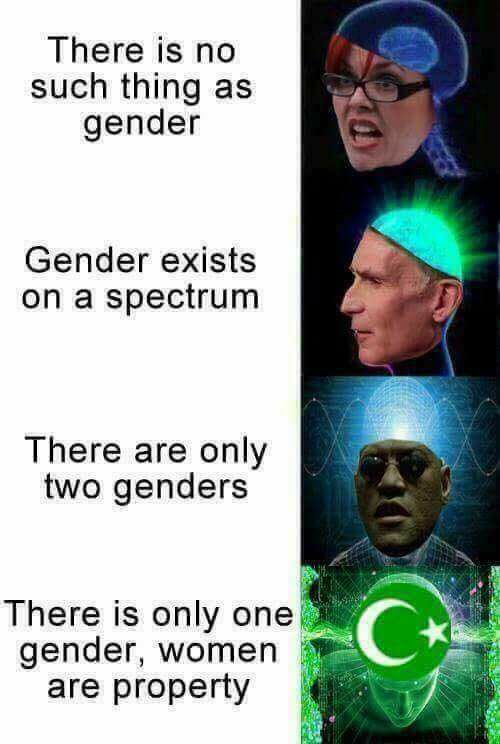 There is no
such thing as
gender
Gender exists
on a spectrum
There are only
two genders
There is only one
gender, women
are property